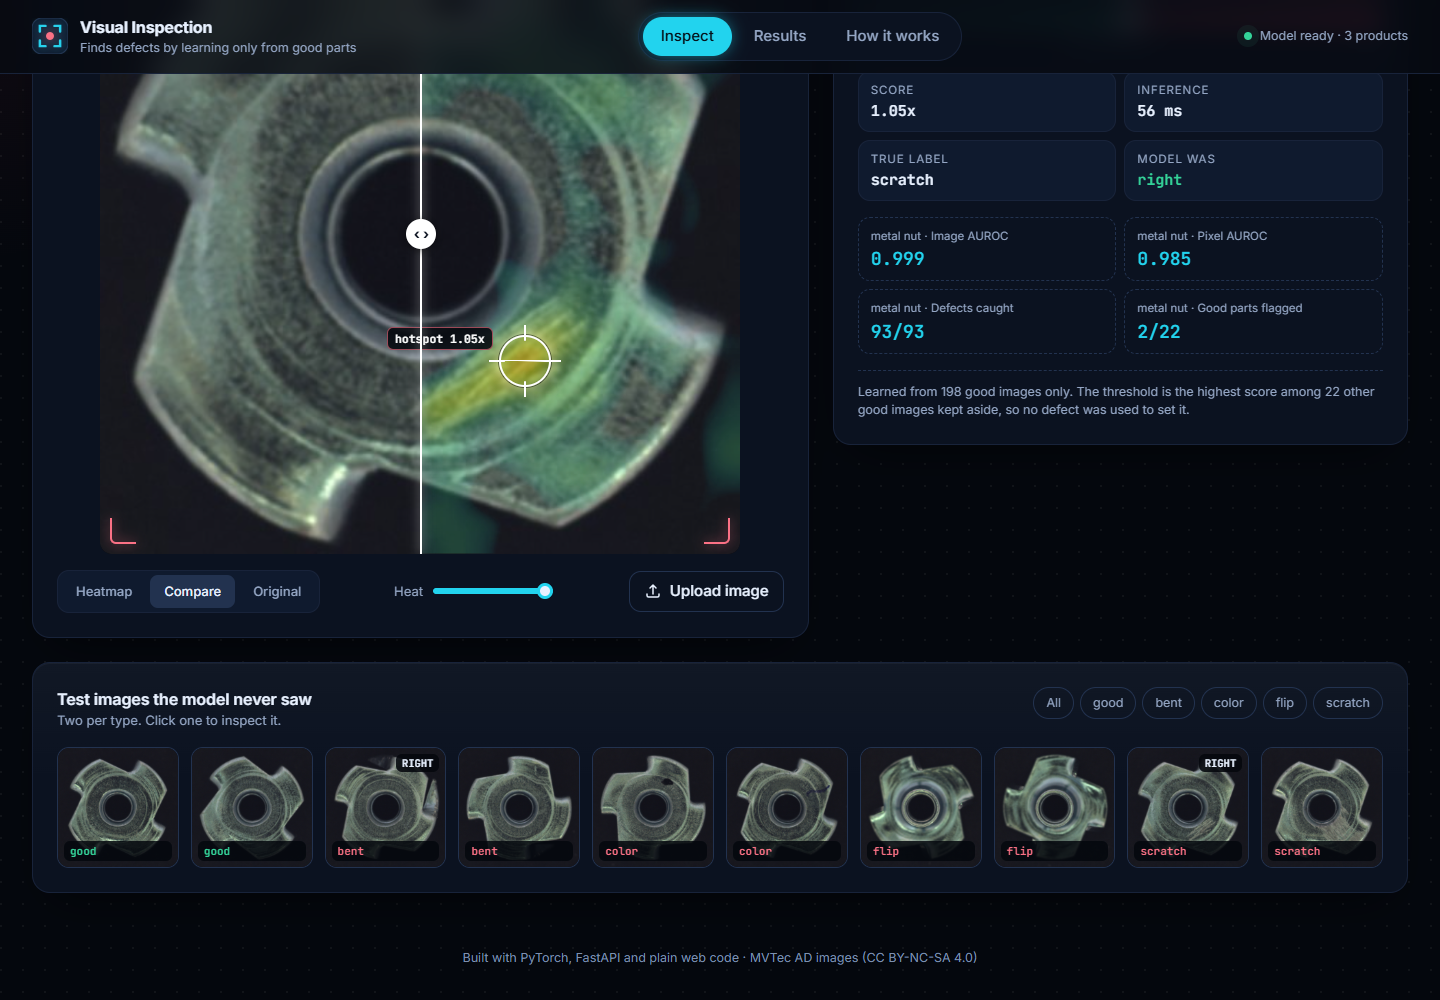 Visual Inspection
Finds defects by learning only from good parts
Inspect
Results
How it works
Model ready · 3 products
SCORE
1.05x
INFERENCE
56 ms
TRUE LABEL
scratch
MODEL WAS
right
metal nut · Image AUROC
0.999
metal nut · Pixel AUROC
0.985
metal nut · Defects caught
93/93
metal nut · Good parts flagged
2/22
Learned from 198 good images only. The threshold is the highest score among 22 other
good images kept aside, so no defect was used to set it.
hotspot 1.05x
Heatmap
Compare
Original
Heat
Upload image
Test images the model never saw
Two per type. Click one to inspect it.
All
good
bent
color
flip
scratch
good
good
RIGHT
bent
bent
color
color
flip
flip
RIGHT
scratch
scratch
Built with PyTorch, FastAPI and plain web code · MVTec AD images (CC BY-NC-SA 4.0)